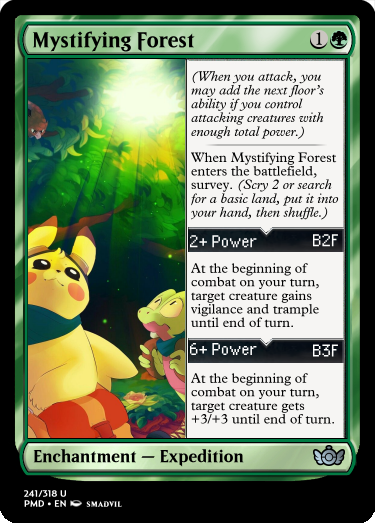 Mystifying Forest 1
(When you attack, you
may add the next floor's
ability if you control
attacking creatures with
enough total power.)
When Mystifying Forest
enters the battlefield,
survey. (Scry 2 or search
for a basic land, put it into
your hand, then shuffle.)
2+ Power B2F
At the beginning of
combat on your turn,
target creature gains
vigilance and trample
until end of turn.
6+ Power B3F
At the beginning of
combat on your turn,
target creature gets
+3/+3 until end of turn.
Enchantment — Expedition
241/318 U
PMD • EN SMADVIL